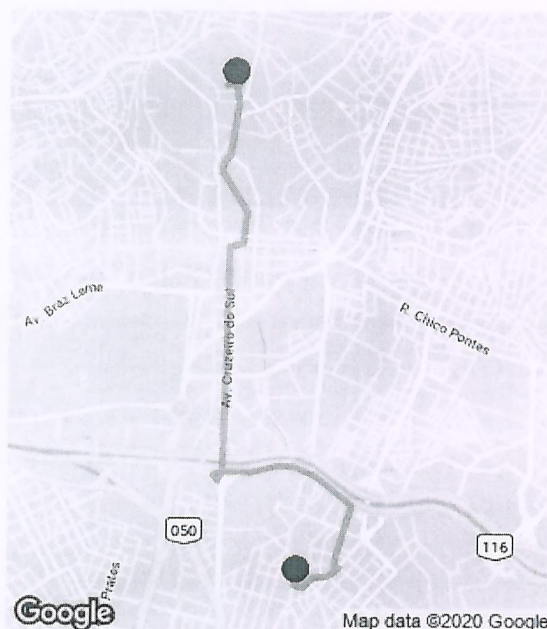 Av. Braz Leme
Av. Cruzeiro do Sul
R. Chico Pontes
050
116
Prates
Google
Map data ©2020 Google